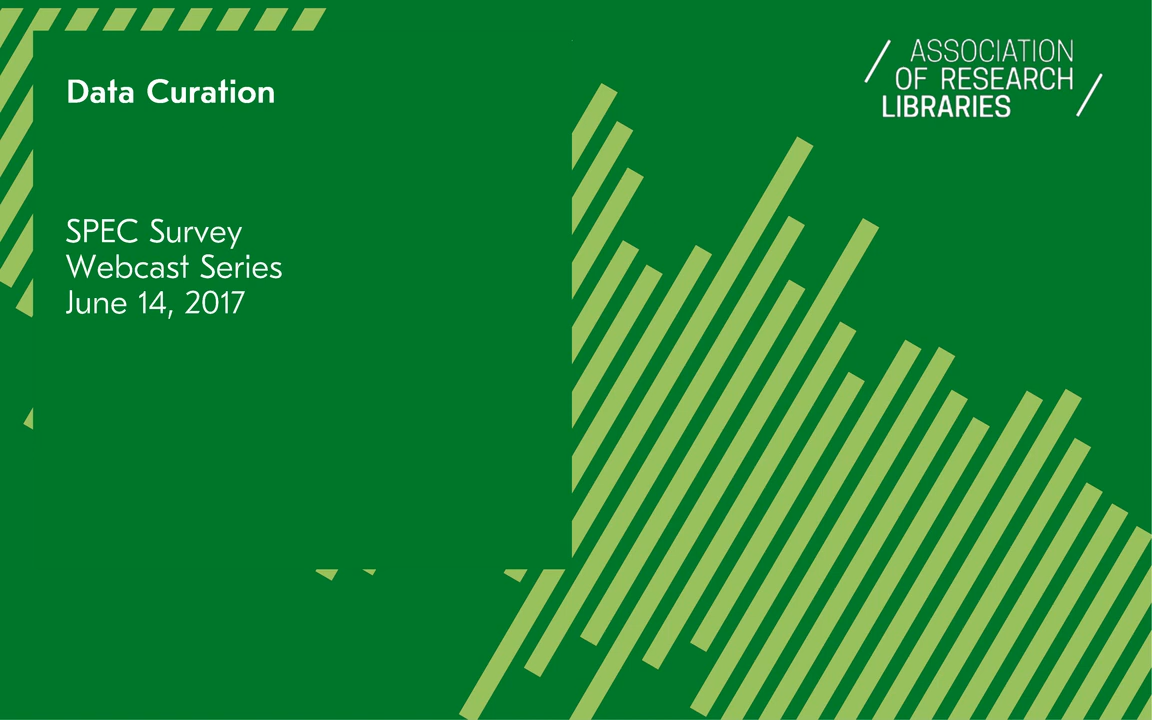 Data Curation
SPEC Survey
Webcast Series
June 14, 2017
ASSOCIATION
OF RESEARCH
LIBRARIES